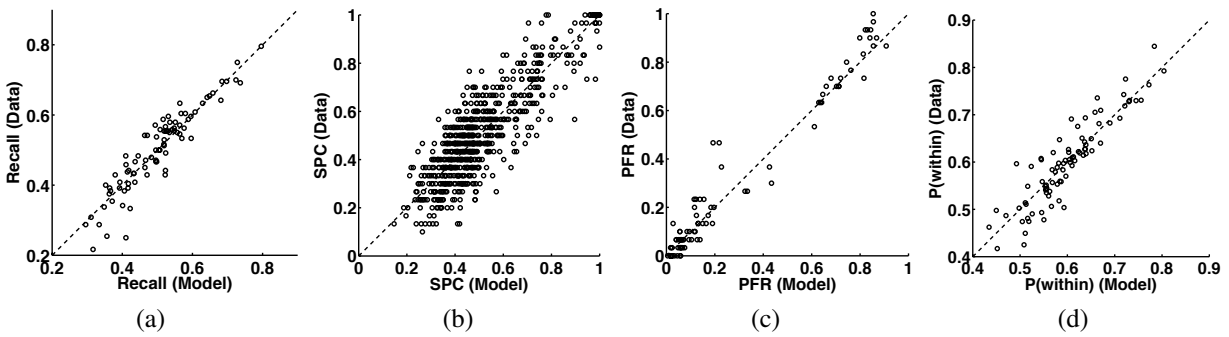 Recall (Data)
0.8
0.6
0.4
0.2
0.2 0.4 0.6 0.8
Recall (Model)
(a)
SPC (Data)
1
0.8
0.6
0.4
0.2
0
0 0.2 0.4 0.6 0.8 1
SPC (Model)
(b)
PFR (Data)
1
0.8
0.6
0.4
0.2
0
0 0.2 0.4 0.6 0.8 1
PFR (Model)
(c)
P(within) (Data)
0.9
0.8
0.7
0.6
0.5
0.4
0.4 0.5 0.6 0.7 0.8 0.9
P(within) (Model)
(d)